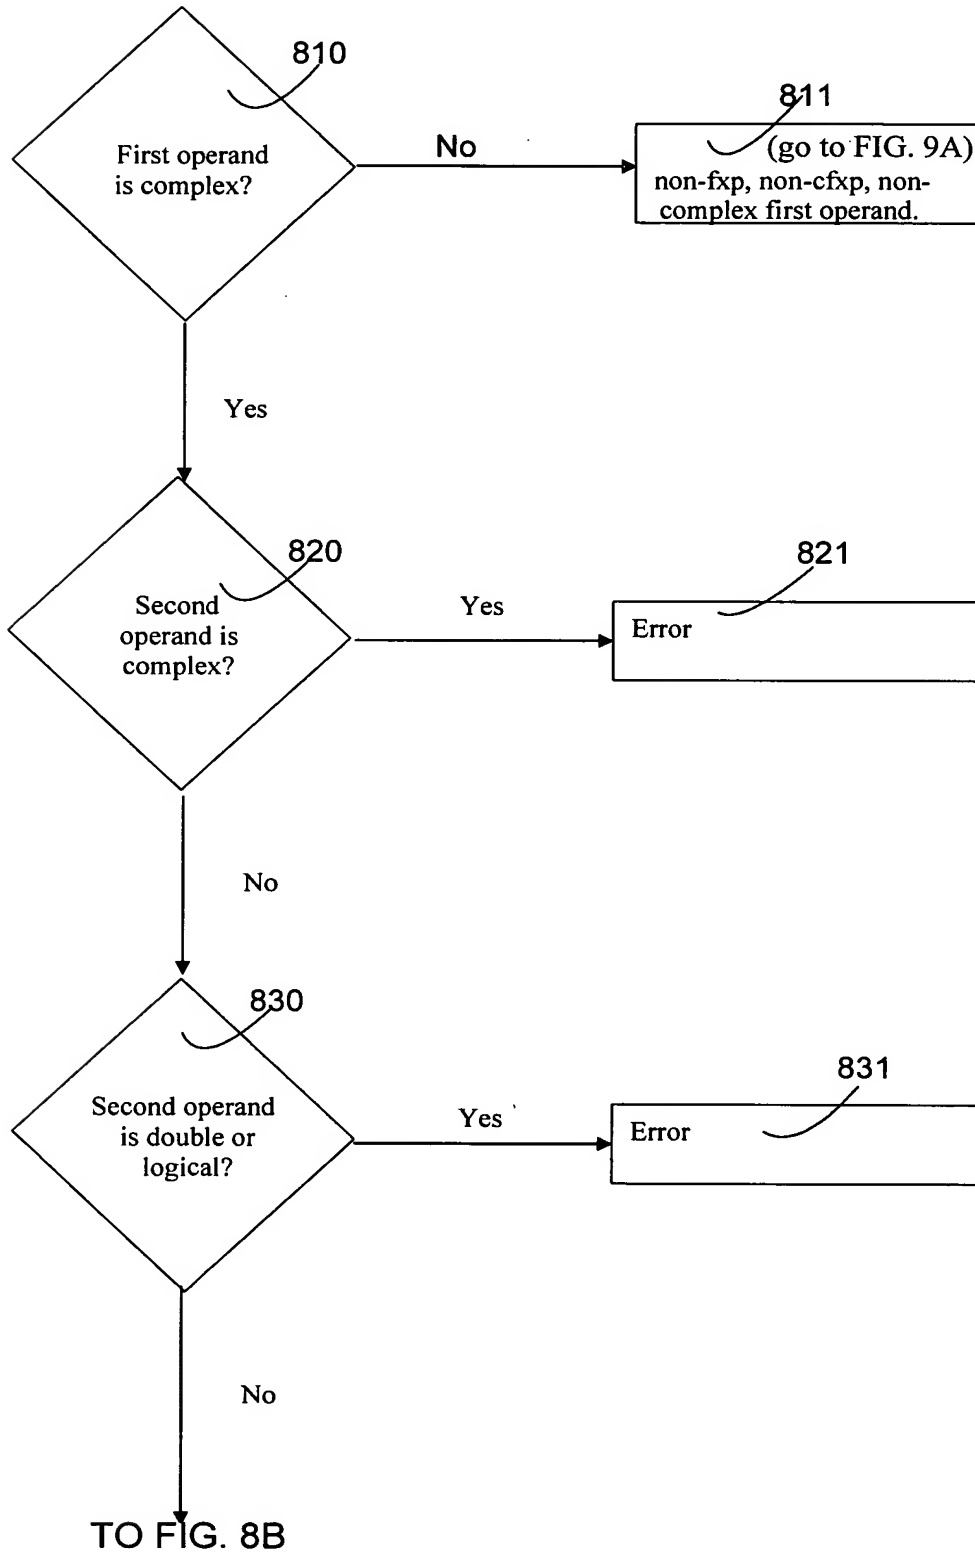 810
First operand
is complex?
No
811
(go to FIG. 9A)
non-fxp, non-cfxp, non-
complex first operand.
Yes
820
Second
operand is
complex?
Yes
821
Error
No
830
Second operand
is double or
logical?
Yes
831
Error
No
TO FIG. 8B